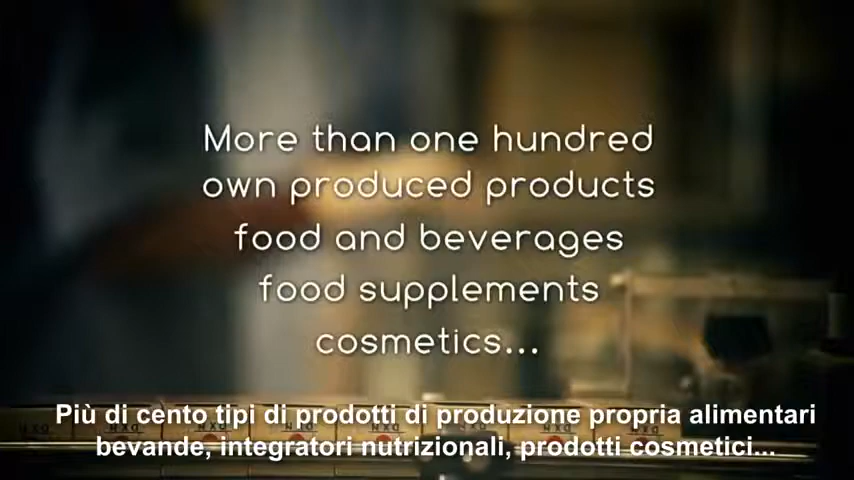 More than one hundred
own produced products
food and beverages
food supplements
cosmetics...
Più di cento tipi di prodotti di produzione propria alimentari
bevande, integratori nutrizionali, prodotti cosmetici...